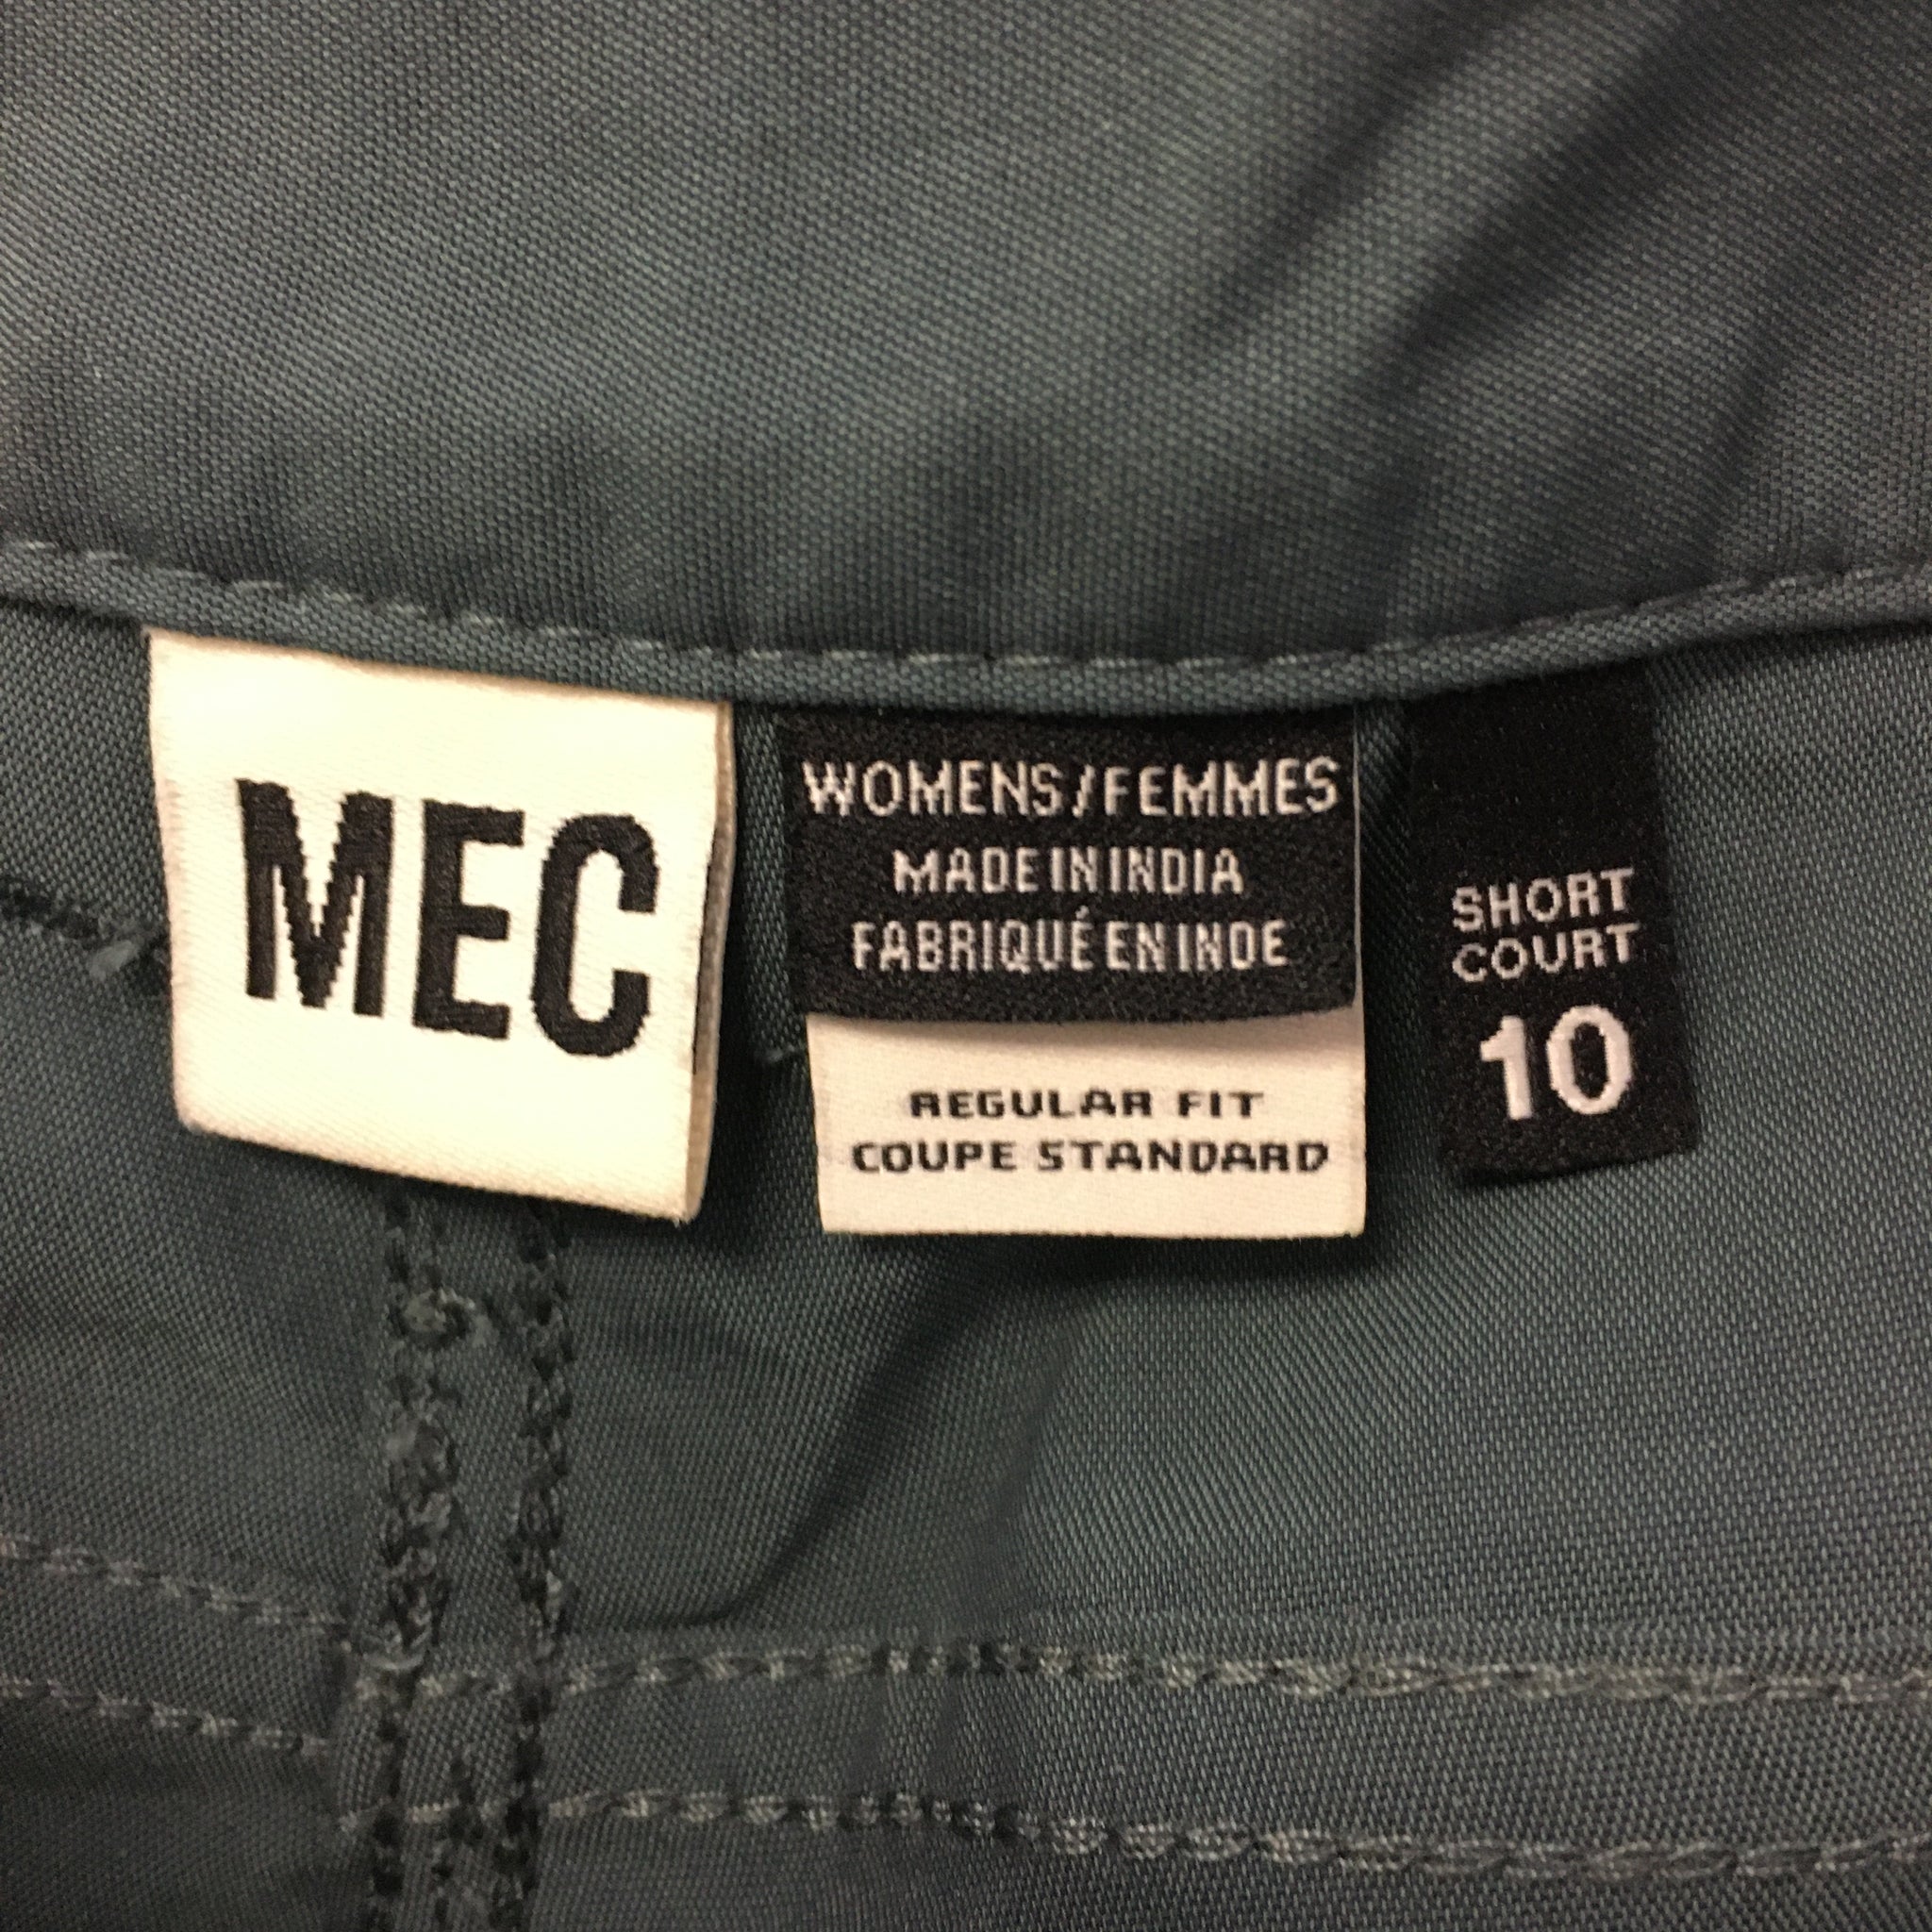 MEC
WOMENS/FEMMES
MADE IN INDIA
FABRIQUÉ EN INDE
REGULAR FIT
COUPE STANDARD
SHORT
COURT
10